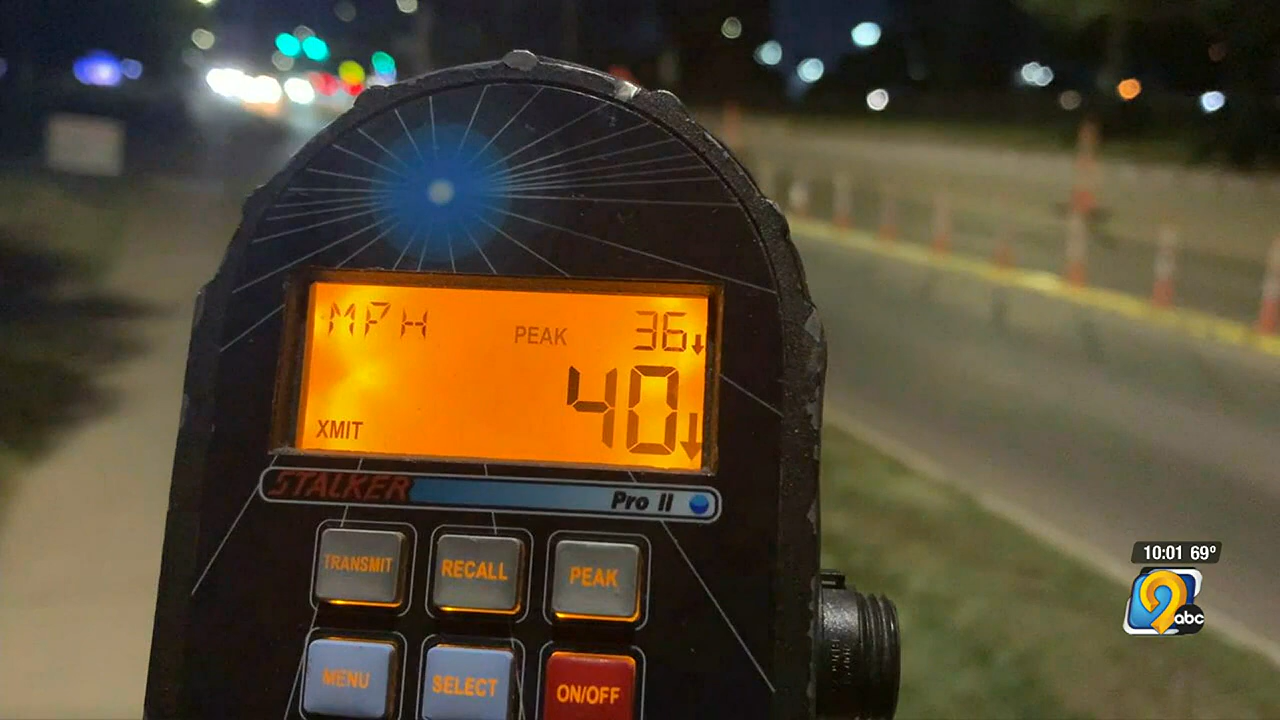 MPH PEAK 36↓
40↓
XMIT
STALKER Pro II
TRANSMIT RECALL PEAK
MENU SELECT ON/OFF
10:01 69°
9 abc